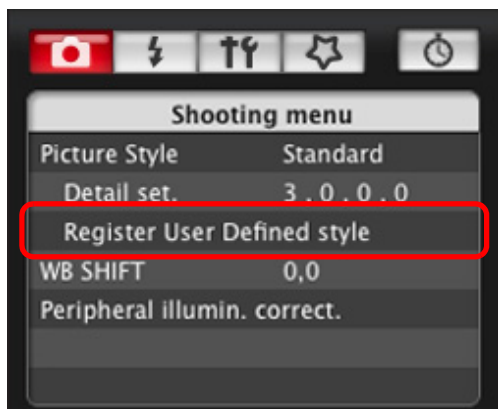 Shooting menu
Picture Style Standard
Detail set. 3 . 0 . 0 . 0
Register User Defined style
WB SHIFT 0,0
Peripheral illumin. correct.